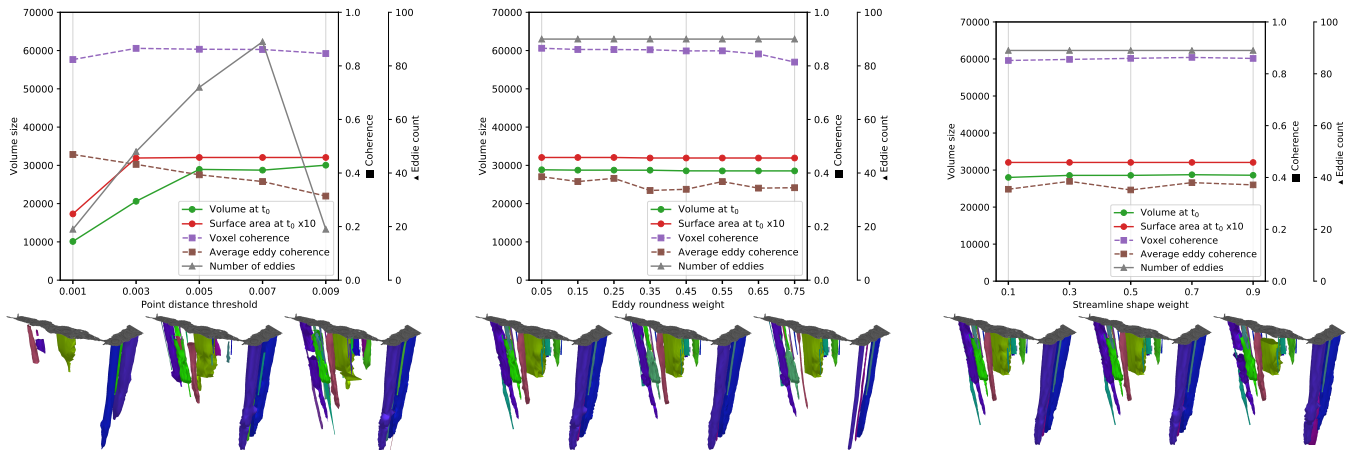 70000
60000
50000
40000
30000
20000
10000
0
Volume size
1.0
0.8
0.6
0.4
0.2
0.0
■ Coherence
100
80
60
40
20
0
▲ Eddie count
Volume at t₀
Surface area at t₀ x10
Voxel coherence
Average eddy coherence
Number of eddies
0.001 0.003 0.005 0.007 0.009
Point distance threshold
70000
60000
50000
40000
30000
20000
10000
0
Volume size
1.0
0.8
0.6
0.4
0.2
0.0
■ Coherence
100
80
60
40
20
0
▲ Eddie count
Volume at t₀
Surface area at t₀ x10
Voxel coherence
Average eddy coherence
Number of eddies
0.05 0.15 0.25 0.35 0.45 0.55 0.65 0.75
Eddy roundness weight
70000
60000
50000
40000
30000
20000
10000
0
Volume size
1.0
0.8
0.6
0.4
0.2
0.0
■ Coherence
100
80
60
40
20
0
▲ Eddie count
Volume at t₀
Surface area at t₀ x10
Voxel coherence
Average eddy coherence
Number of eddies
0.1 0.3 0.5 0.7 0.9
Streamline shape weight